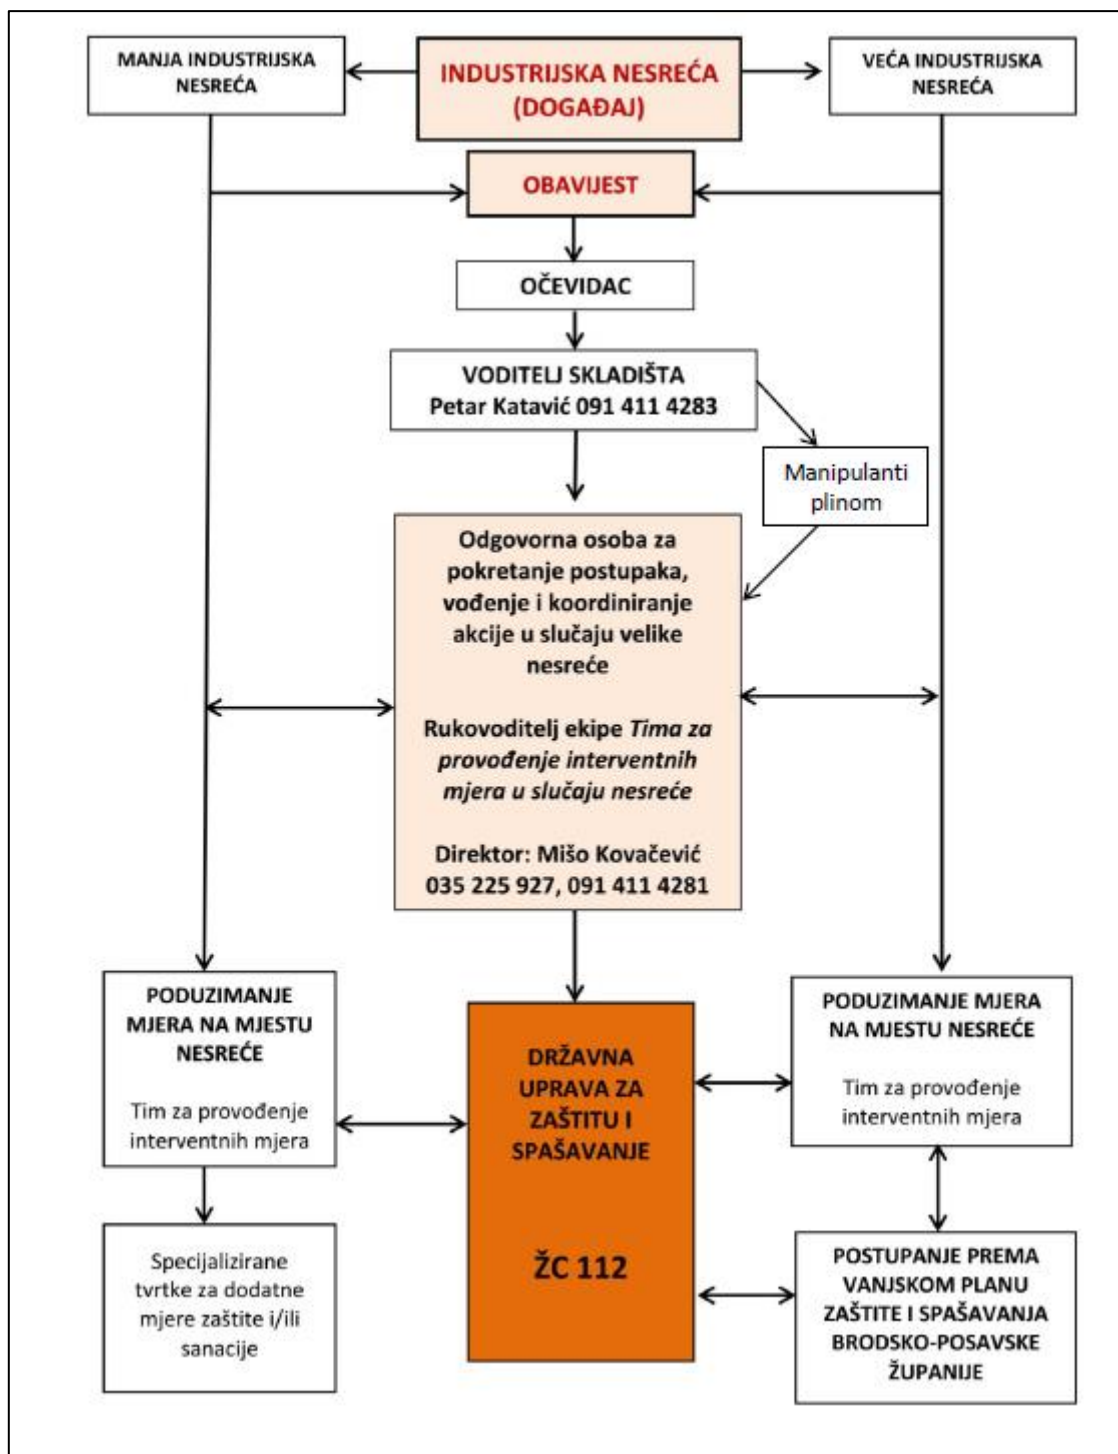 MANJA INDUSTRIJSKA
NESREĆA
INDUSTRIJSKA NESREĆA
(DOGAĐAJ)
VEĆA INDUSTRIJSKA
NESREĆA
OBAVIJEST
OČEVIDAC
VODITELJ SKLADIŠTA
Petar Katavić 091 411 4283
Manipulanti
plinom
Odgovorna osoba za
pokretanje postupaka,
vođenje i koordiniranje
akcije u slučaju velike
nesreće
Rukovoditelj ekipe Tima za
provođenje interventnih
mjera u slučaju nesreće
Direktor: Mišo Kovačević
035 225 927, 091 411 4281
PODUZIMANJE
MJERA NA MJESTU
NESREĆE
Tim za provođenje
interventnih mjera
DRŽAVNA
UPRAVA ZA
ZAŠTITU I
SPAŠAVANJE
ŽC 112
PODUZIMANJE MJERA
NA MJESTU NESREĆE
Tim za provođenje
interventnih mjera
Specijalizirane
tvrtke za dodatne
mjere zaštite i/ili
sanacije
POSTUPANJE PREMA
VANJSKOM PLANU
ZAŠTITE I SPAŠAVANJA
BRODSKO-POSAVSKE
ŽUPANIJE